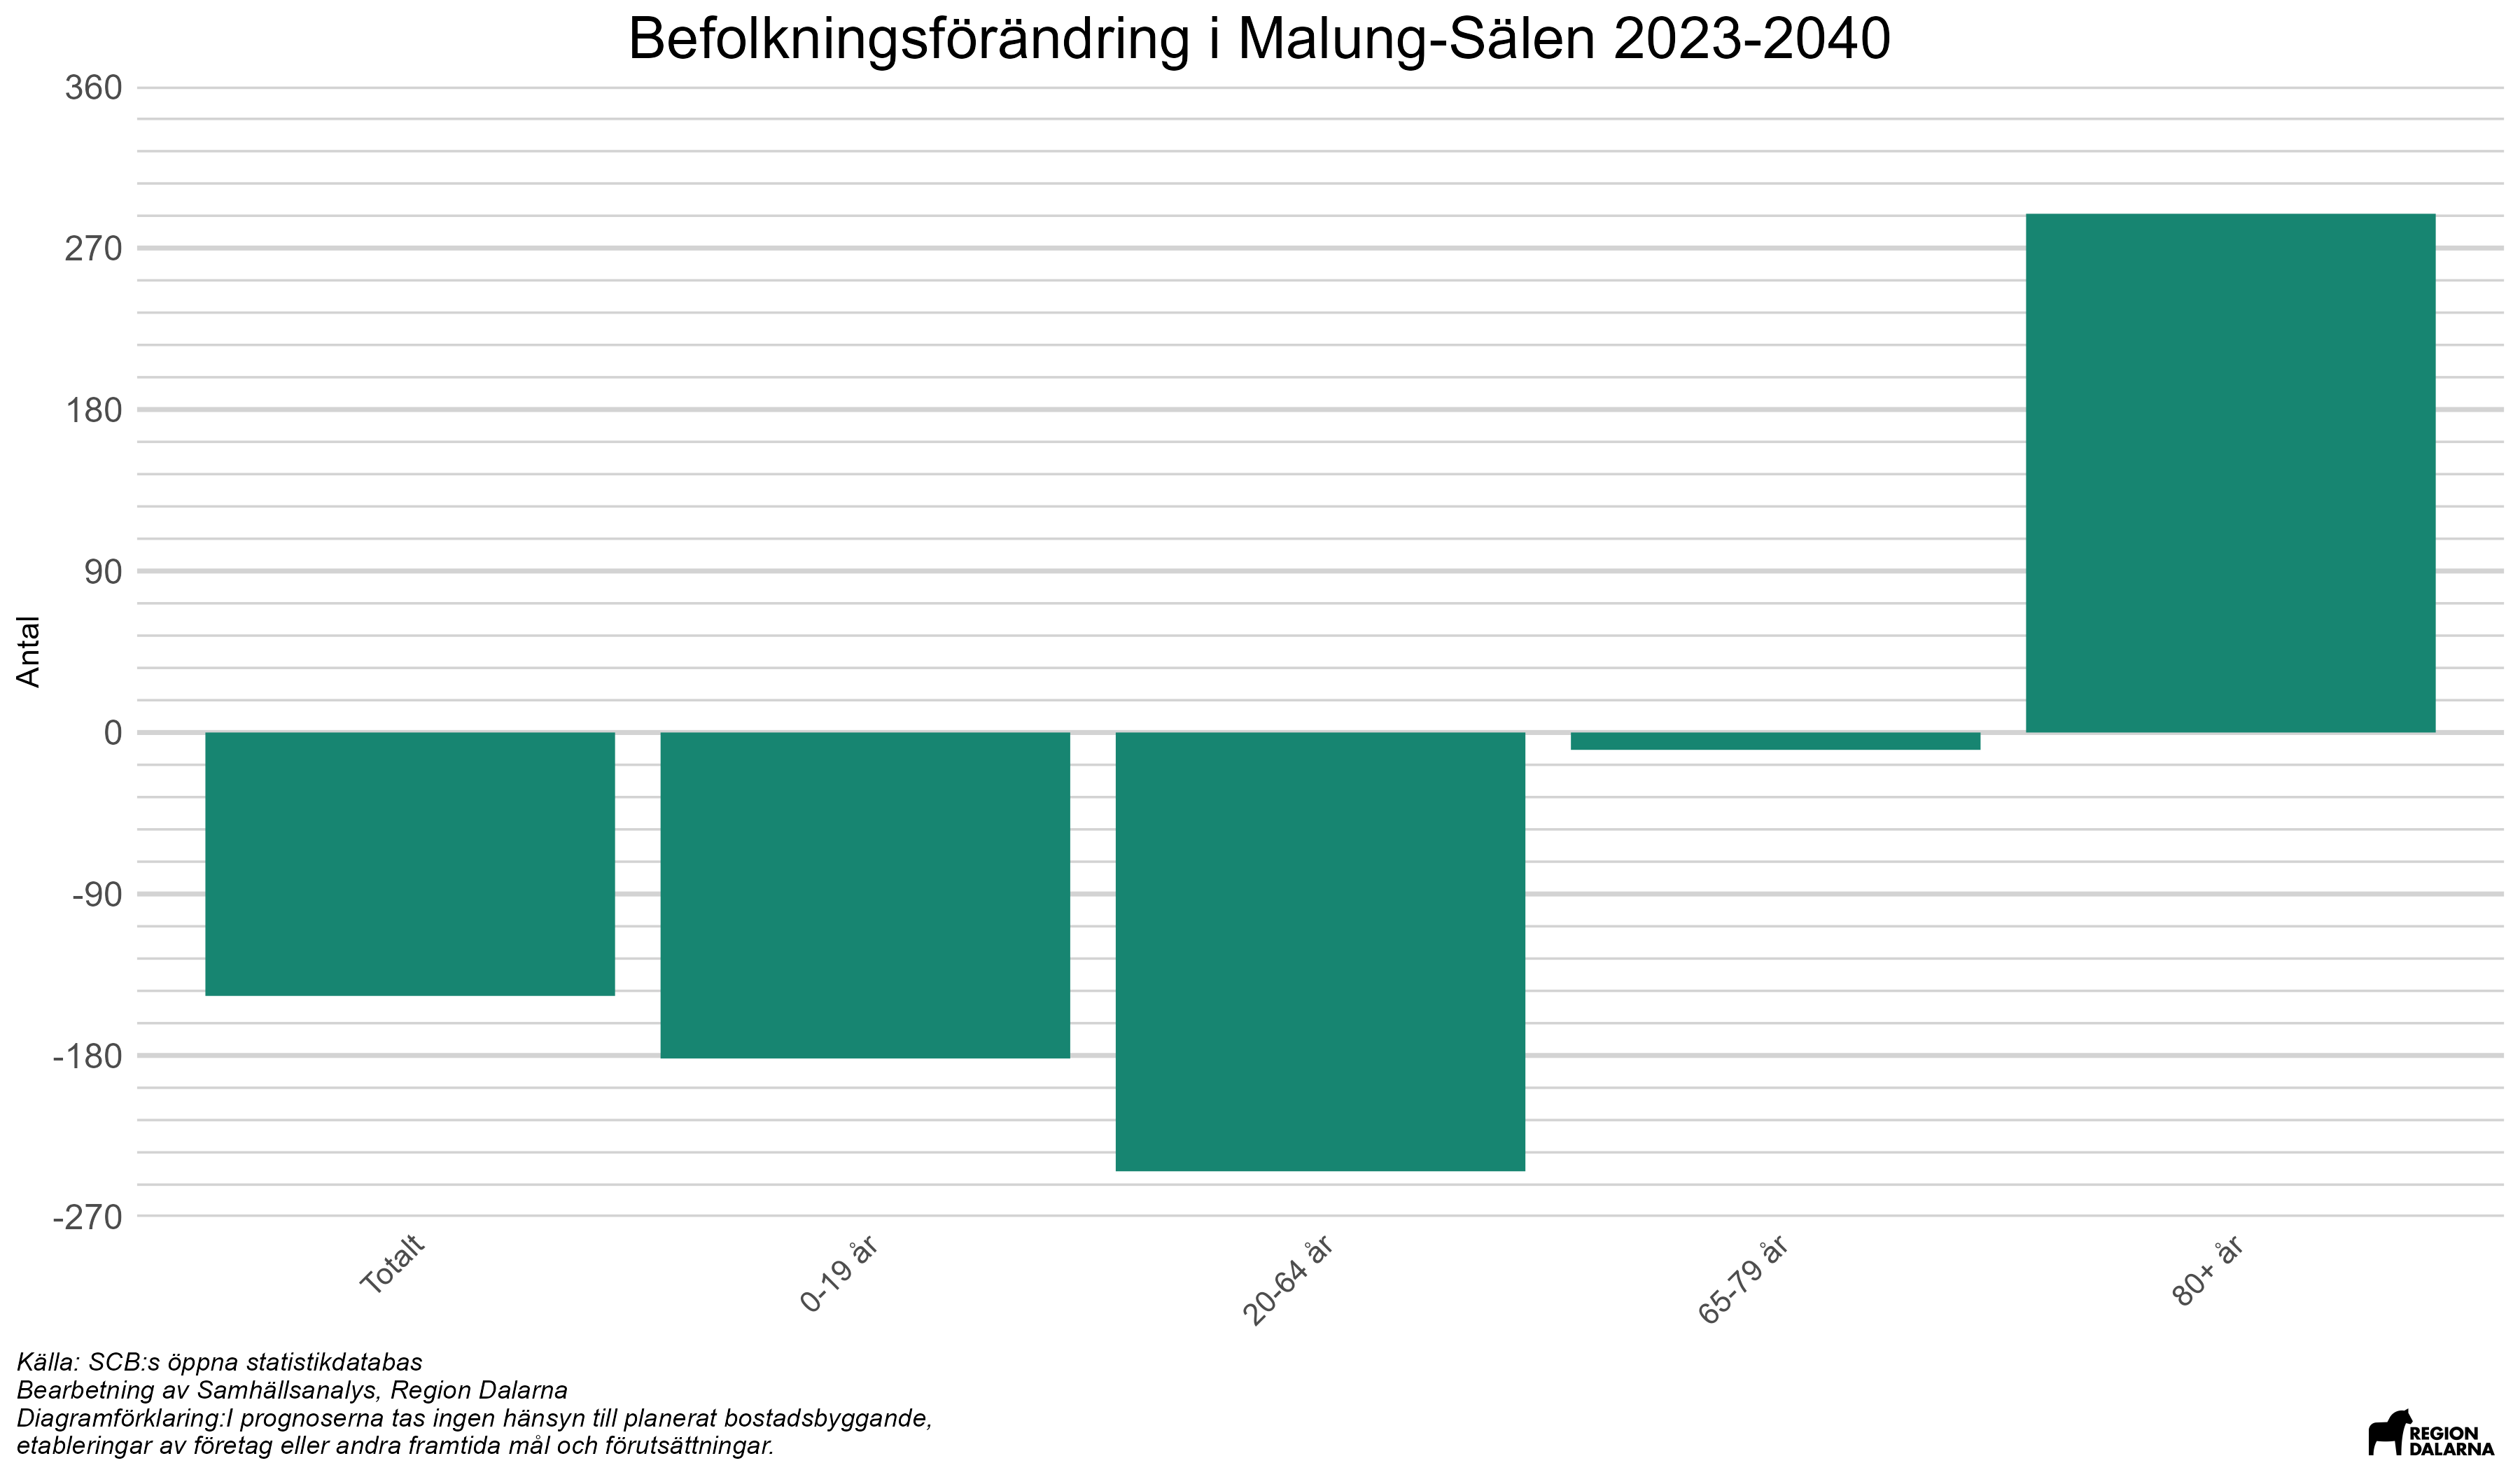 Befolkningsförändring i Malung-Sälen 2023-2040
360
270
180
90
0
-90
-180
-270
Antal
Totalt
0-19 år
20-64 år
65-79 år
80+ år
Källa: SCB:s öppna statistikdatabas
Bearbetning av Samhällsanalys, Region Dalarna
Diagramförklaring:I prognoserna tas ingen hänsyn till planerat bostadsbyggande,
etableringar av företag eller andra framtida mål och förutsättningar.
REGION
DALARNA